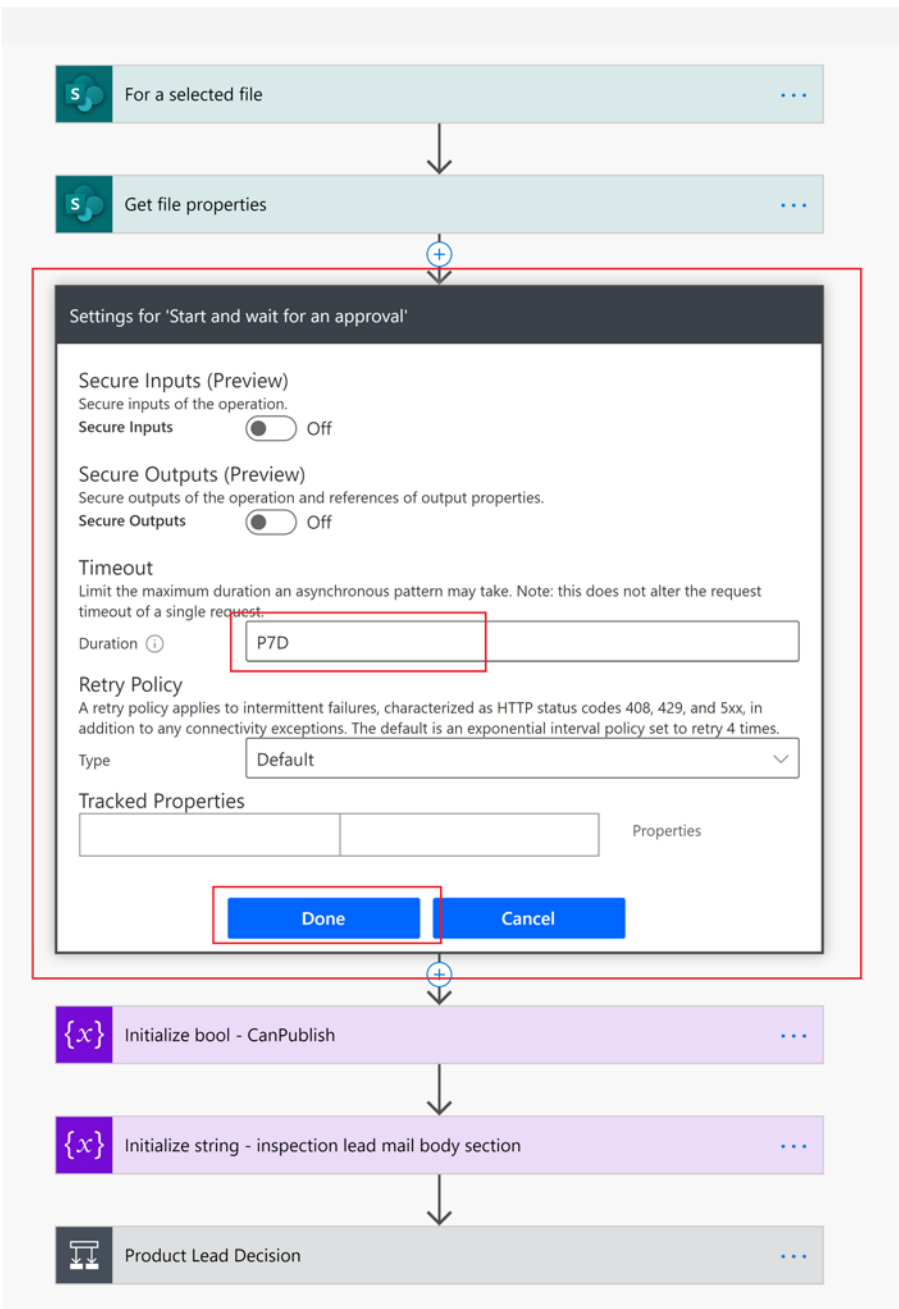 For a selected file
Get file properties
Settings for 'Start and wait for an approval'
Secure Inputs (Preview)
Secure inputs of the operation.
Secure Inputs Off
Secure Outputs (Preview)
Secure outputs of the operation and references of output properties.
Secure Outputs Off
Timeout
Limit the maximum duration an asynchronous pattern may take. Note: this does not alter the request
timeout of a single request.
Duration P7D
Retry Policy
A retry policy applies to intermittent failures, characterized as HTTP status codes 408, 429, and 5xx, in
addition to any connectivity exceptions. The default is an exponential interval policy set to retry 4 times.
Type Default
Tracked Properties
Properties
Done Cancel
{x} Initialize bool - CanPublish
{x} Initialize string - inspection lead mail body section
Product Lead Decision